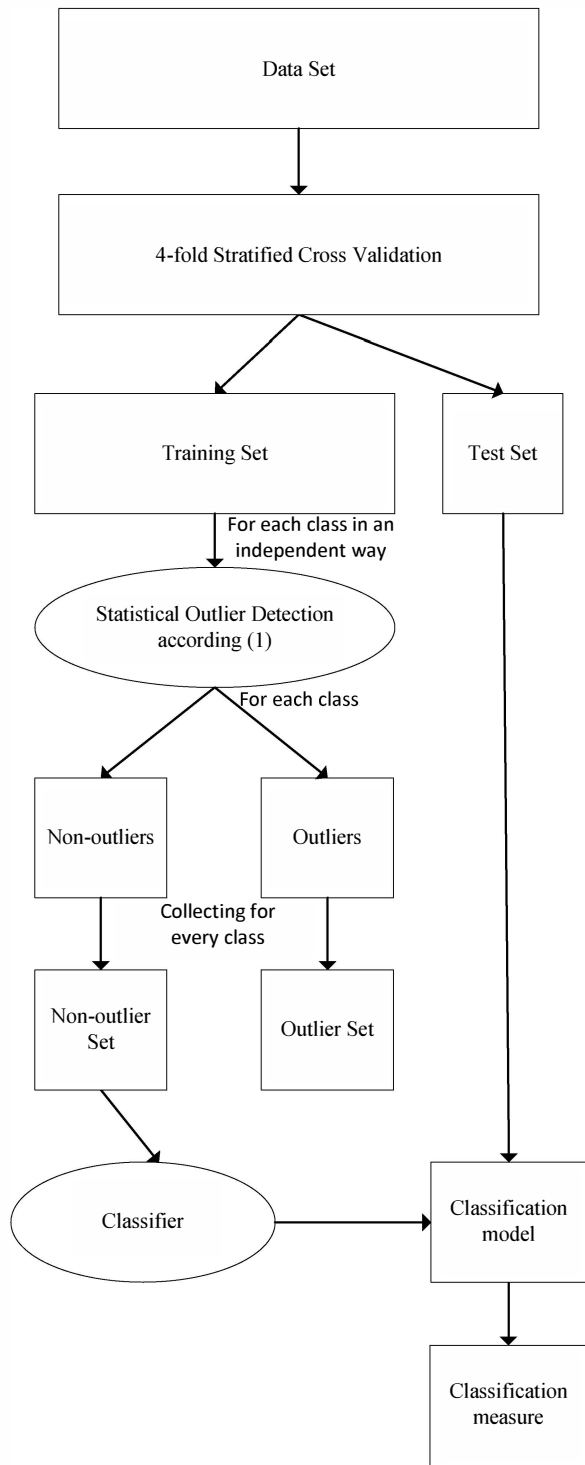 Data Set
4-fold Stratified Cross Validation
Training Set
Test Set
For each class in an
independent way
Statistical Outlier Detection
according (1)
For each class
Non-outliers
Outliers
Collecting for
every class
Non-outlier
Set
Outlier Set
Classifier
Classification
model
Classification
measure